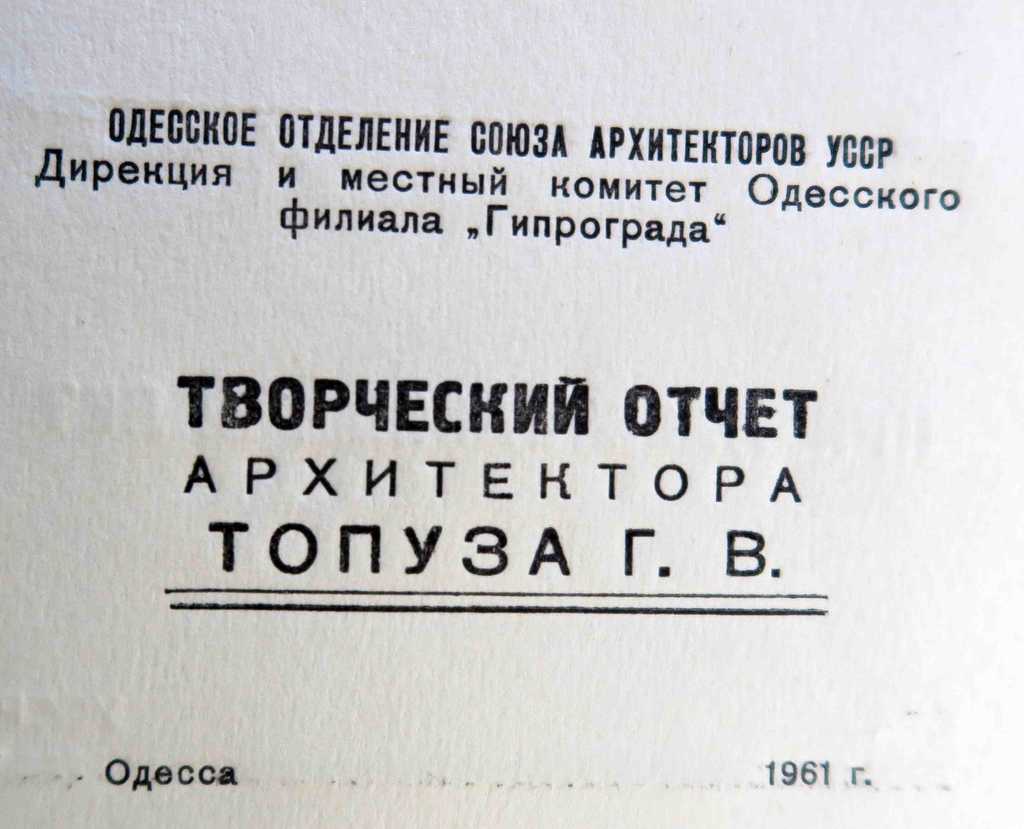 ОДЕССКОЕ ОТДЕЛЕНИЕ СОЮЗА АРХИТЕКТОРОВ УССР
Дирекция и местный комитет Одесского
филиала „Гипрограда“
ТВОРЧЕСКИЙ ОТЧЕТ
АРХИТЕКТОРА
ТОПУЗА Г. В.
Одесса 1961 г.